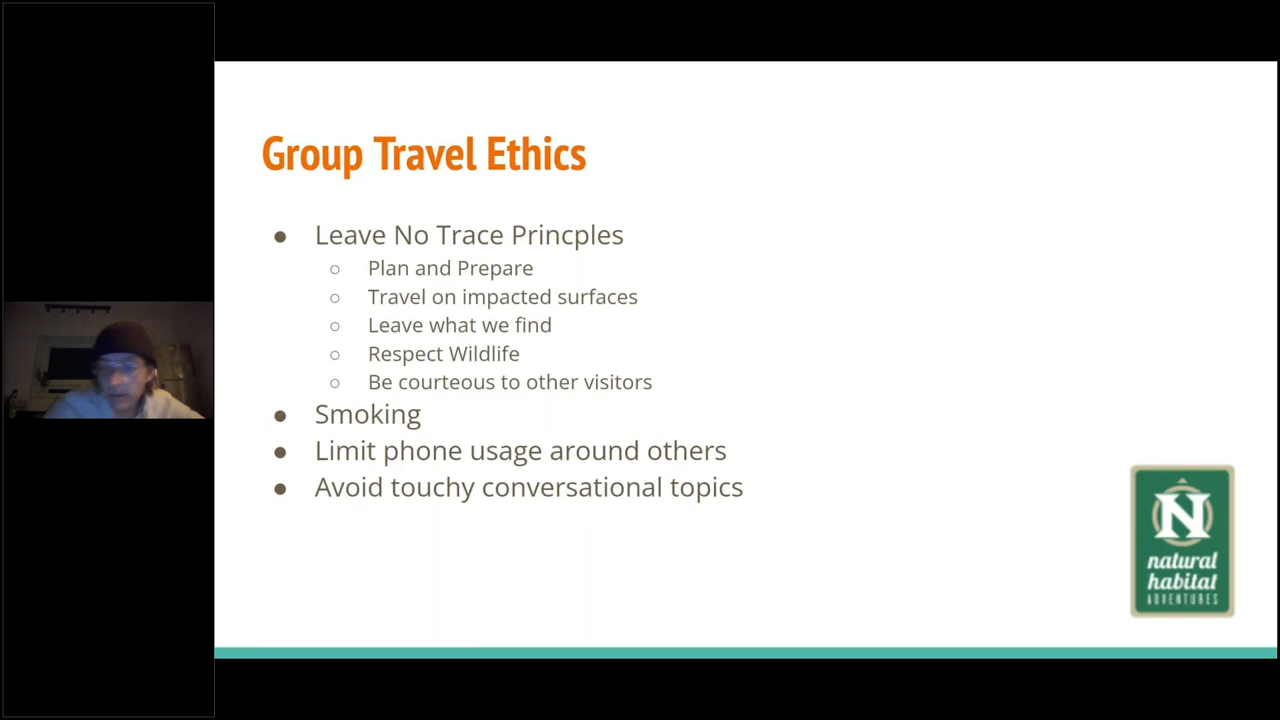 Group Travel Ethics
Leave No Trace Princples
Plan and Prepare
Travel on impacted surfaces
Leave what we find
Respect Wildlife
Be courteous to other visitors
Smoking
Limit phone usage around others
Avoid touchy conversational topics
N
natural
habitat
ADVENTURES